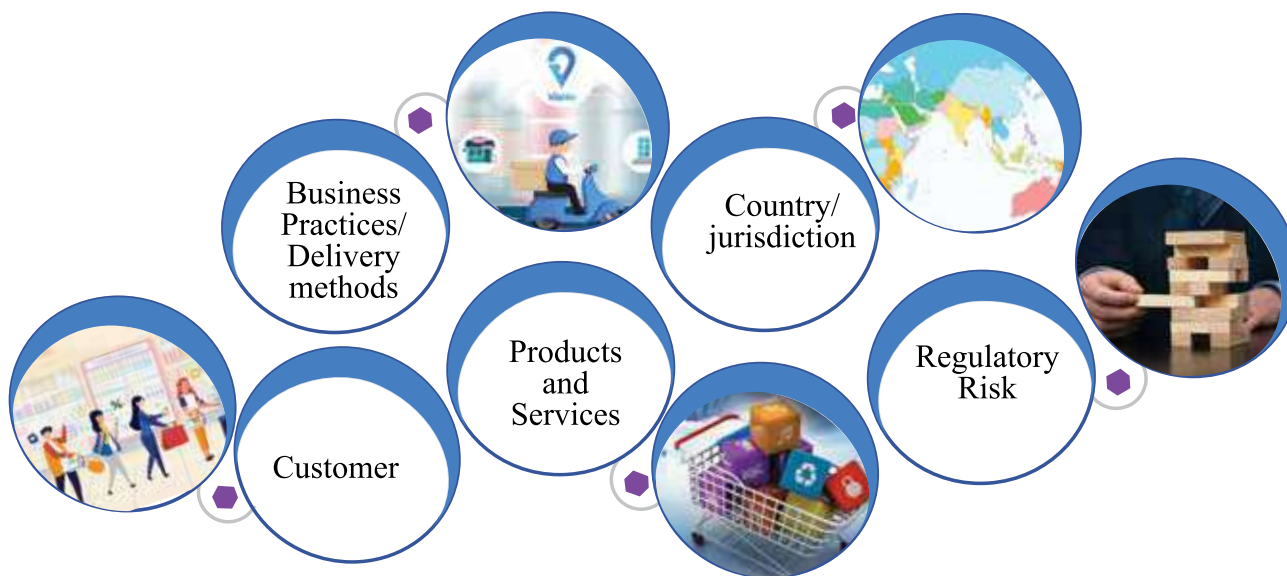 Business
Practices/
Delivery
methods
Country/
jurisdiction
Products
and
Services
Regulatory
Risk
Customer